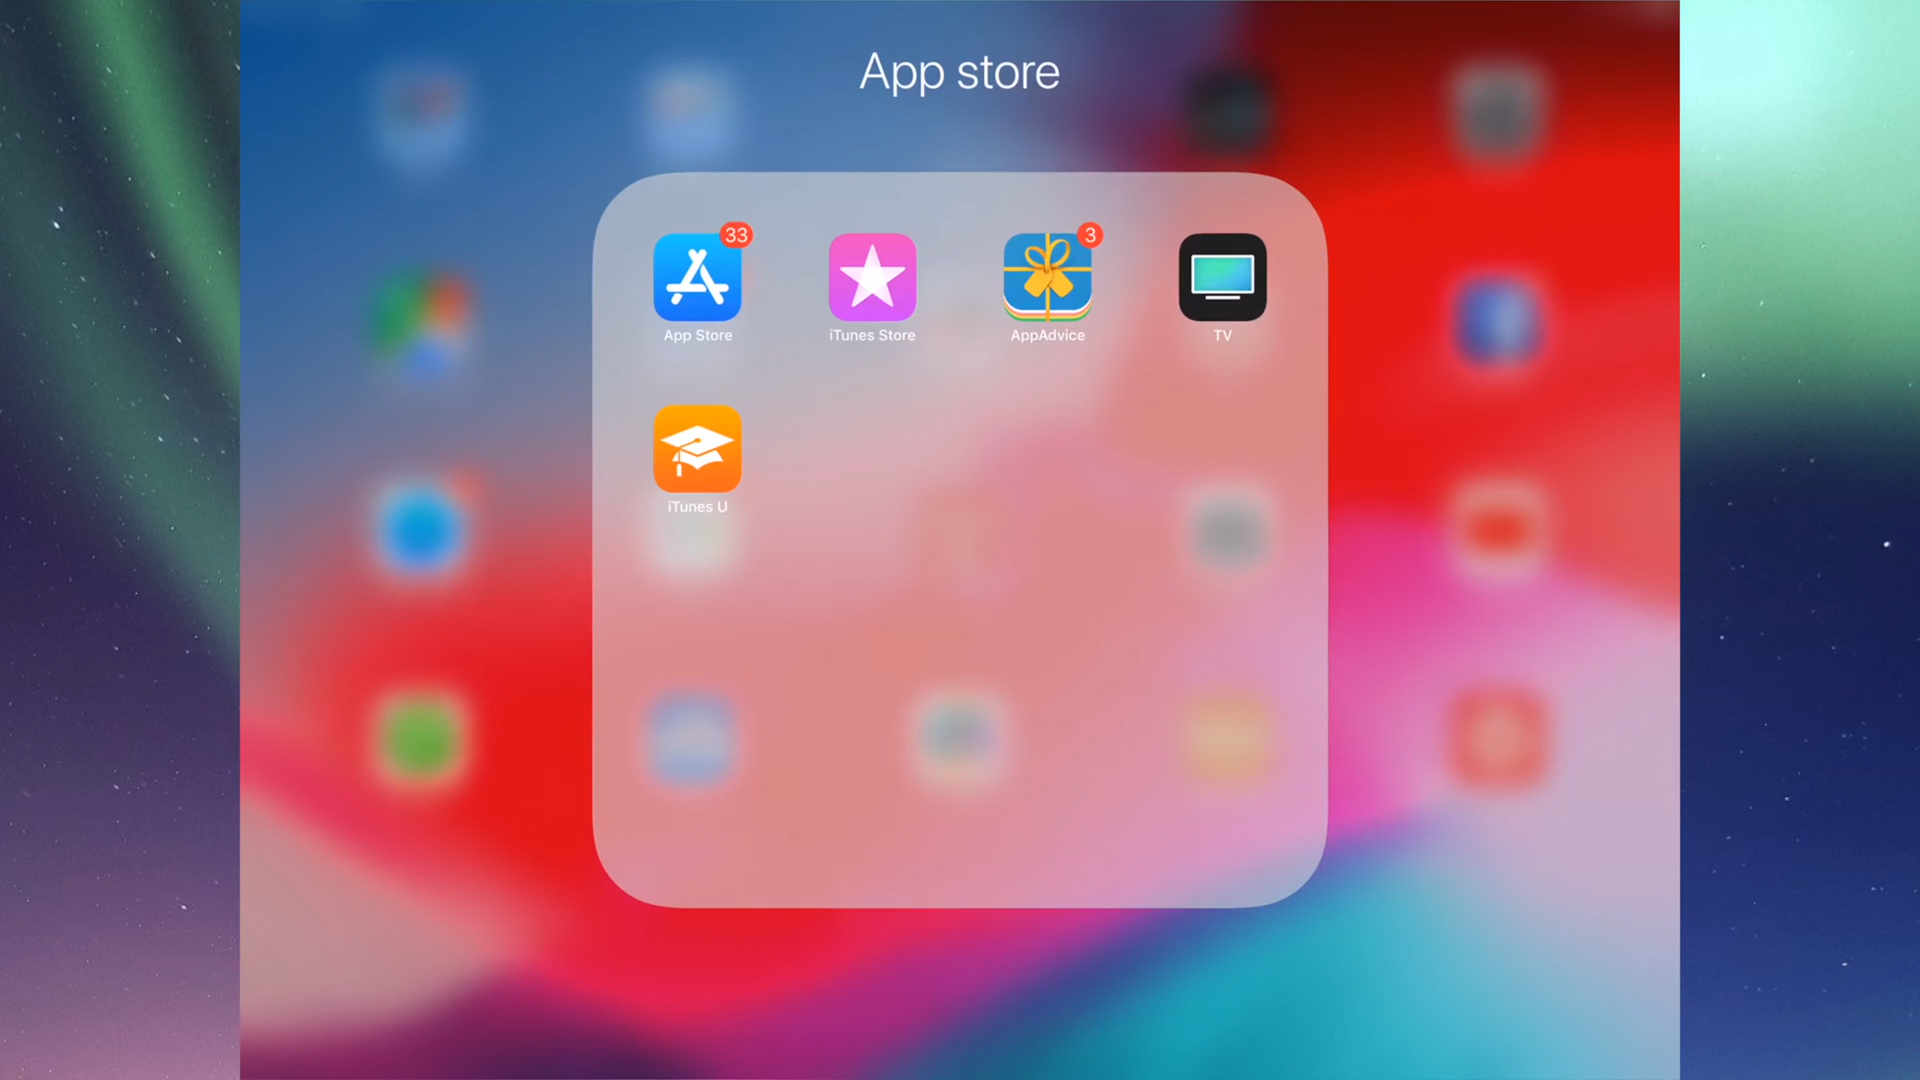 App store
33
3
App Store
iTunes Store
AppAdvice
TV
iTunes U